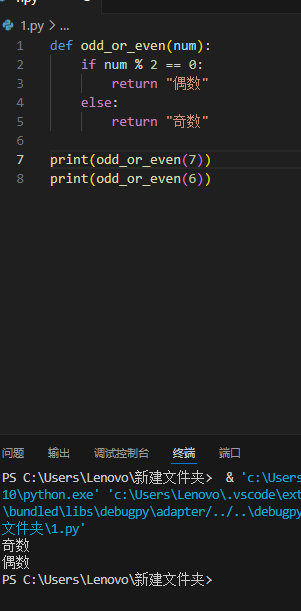 1.py > ...
1 def odd_or_even(num):
2     if num % 2 == 0:
3         return "偶数"
4     else:
5         return "奇数"
6
7 print(odd_or_even(7))
8 print(odd_or_even(6))
问题 输出 调试控制台 终端 端口
PS C:\Users\Lenovo\新建文件夹>  & 'c:\Users
10\python.exe' 'c:\Users\Lenovo\.vscode\ext
\bundled\libs\debugpy\adapter/../..\debugpy
文件夹\1.py'
奇数
偶数
PS C:\Users\Lenovo\新建文件夹>